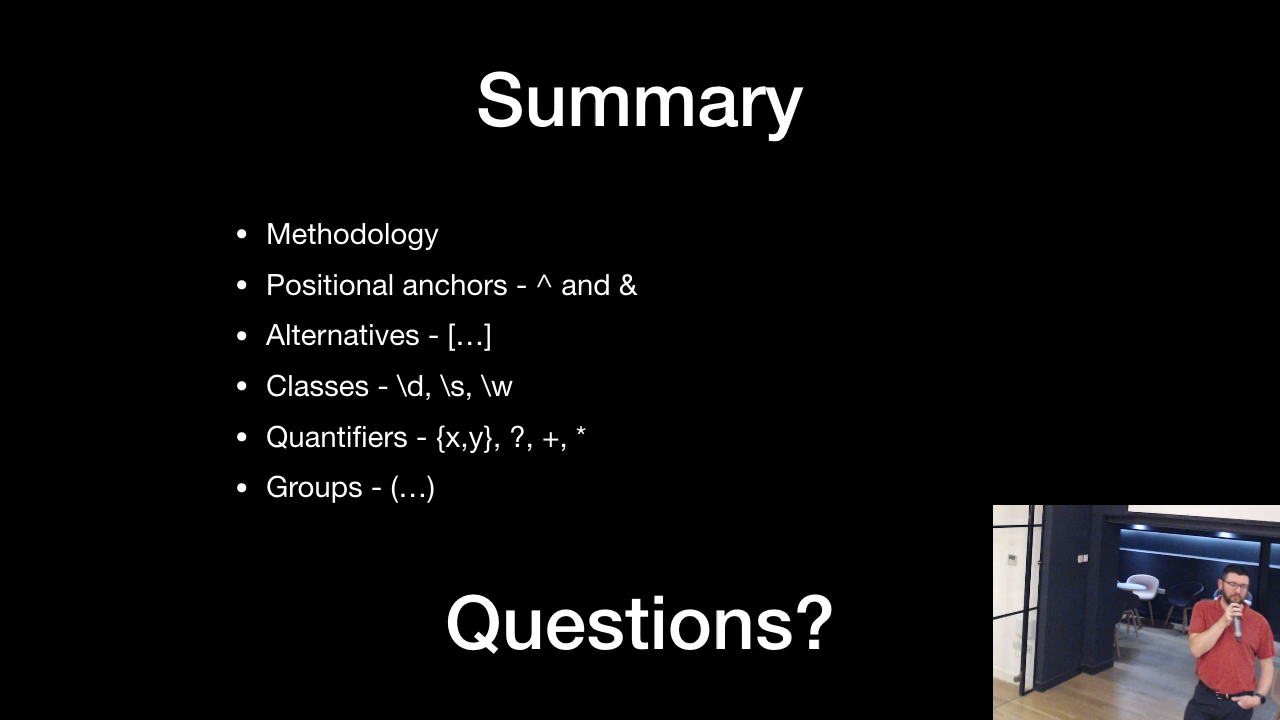 Summary
• Methodology
• Positional anchors - ^ and &
• Alternatives - […]
• Classes - \d, \s, \w
• Quantifiers - {x,y}, ?, +, *
• Groups - (…)
Questions?